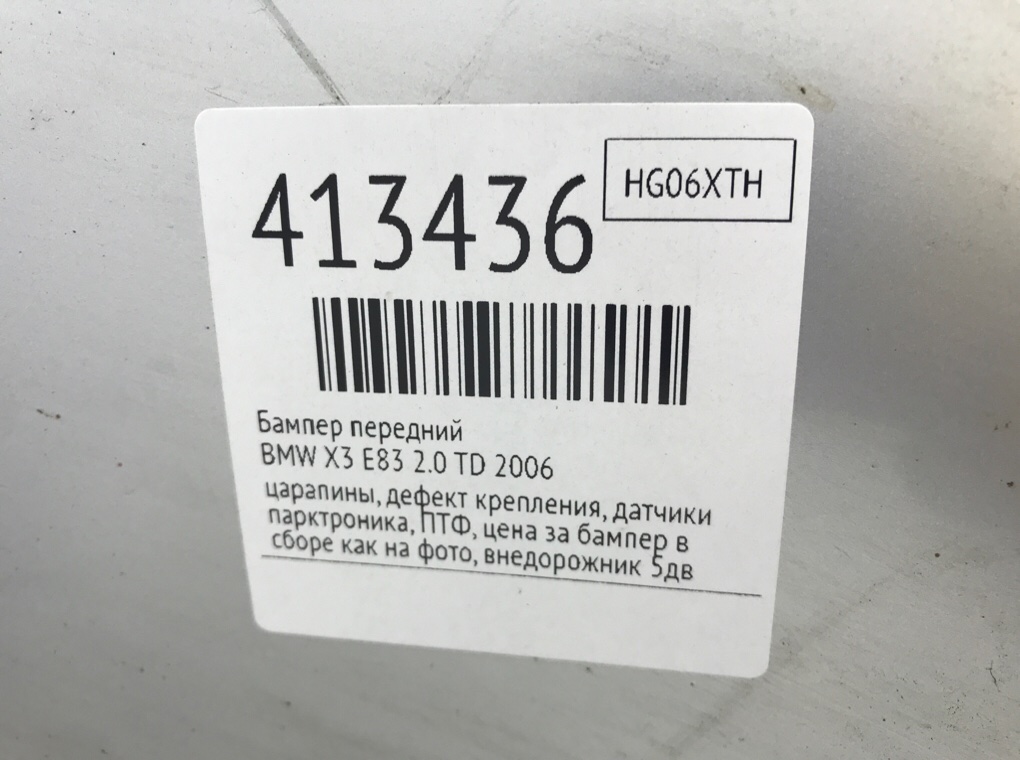 HG06XTH
413436
Бампер передний
BMW X3 E83 2.0 TD 2006
царапины, дефект крепления, датчики
парктроника, ПТФ, цена за бампер в
сборе как на фото, внедорожник 5дв